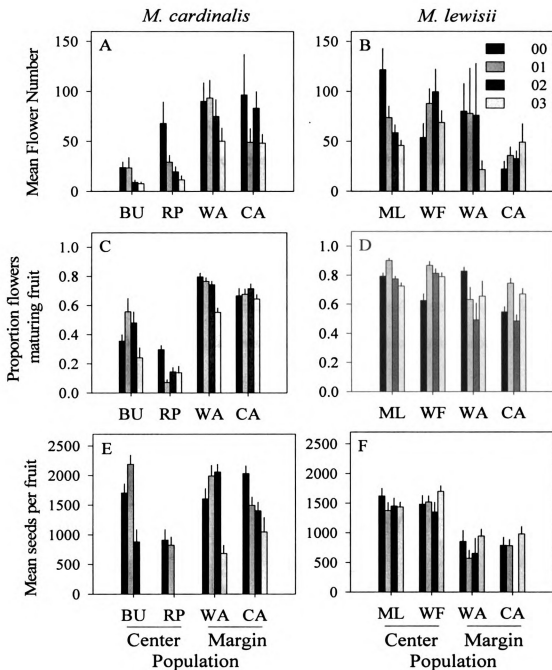 M. cardinalis
M. lewisii
Mean Flower Number
150
100
50
0
A
BU RP WA CA
150
100
50
0
B
00
01
02
03
ML WF WA CA
Proportion flowers
maturing fruit
1.0
0.8
0.6
0.4
0.2
0.0
C
BU RP WA CA
1.0
0.8
0.6
0.4
0.2
0.0
D
ML WF WA CA
Mean seeds per fruit
2500
2000
1500
1000
500
0
E
BU RP WA CA
Center Margin
Population
2500
2000
1500
1000
500
0
F
ML WF WA CA
Center Margin
Population